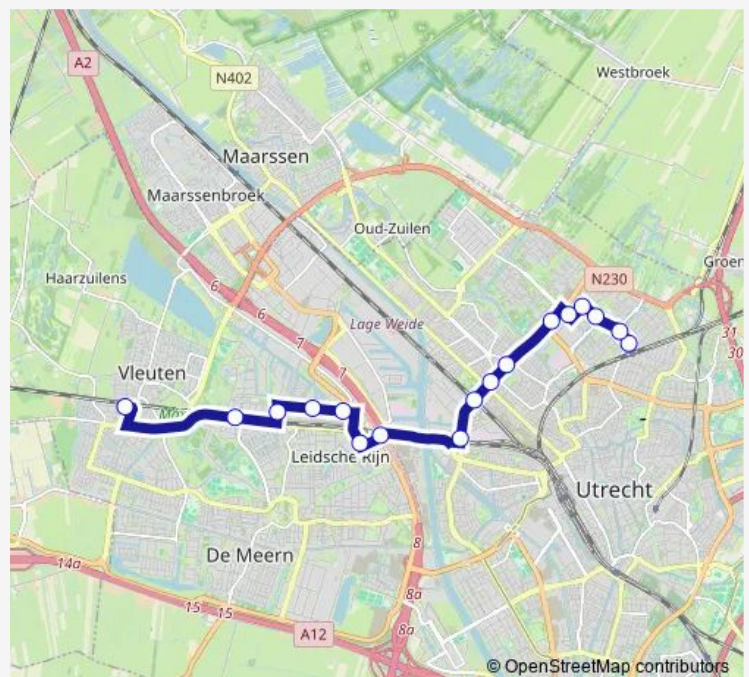 A2
N402
Westbroek
Maarssen
Maarssenbroek
Oud-Zuilen
Groen
Haarzuilens
6
N230
6
31
30
7
Lage Weide
7
Vleuten
Leidsche Rijn
Utrecht
De Meern
8
14a
8a
15
15
A12
8a
© OpenStreetMap contributors